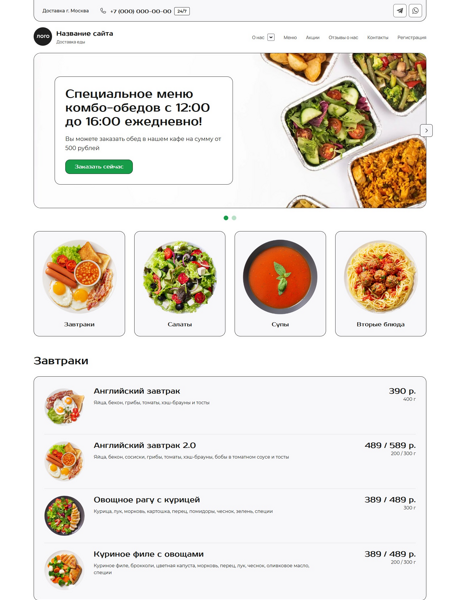 Доставка г. Москва
+7 (000) 000-00-00
24/7
лого
Название сайта
Доставка еды
О нас
Меню
Акции
Отзывы о нас
Контакты
Регистрация
Специальное меню
комбо-обедов с 12:00
до 16:00 ежедневно!
Вы можете заказать обед в нашем кафе на сумму от
500 рублей
Заказать сейчас
Завтраки
Салаты
Супы
Вторые блюда
Завтраки
Английский завтрак
390 р.
Яйца, бекон, грибы, томаты, хэш-брауны и тосты
400 г
Английский завтрак 2.0
489 / 589 р.
Яйца, бекон, сосиски, грибы, томаты, хэш-брауны, бобы в томатном соусе и тосты
200 / 300 г
Овощное рагу с курицей
389 / 489 р.
Курица, лук, морковь, картошка, перец, помидоры, чеснок, зелень, специи
300 г
Куриное филе с овощами
389 / 489 р.
Куриное филе, брокколи, цветная капуста, морковь, перец, лук, чеснок, оливковое масло,
специи
200 / 300 г